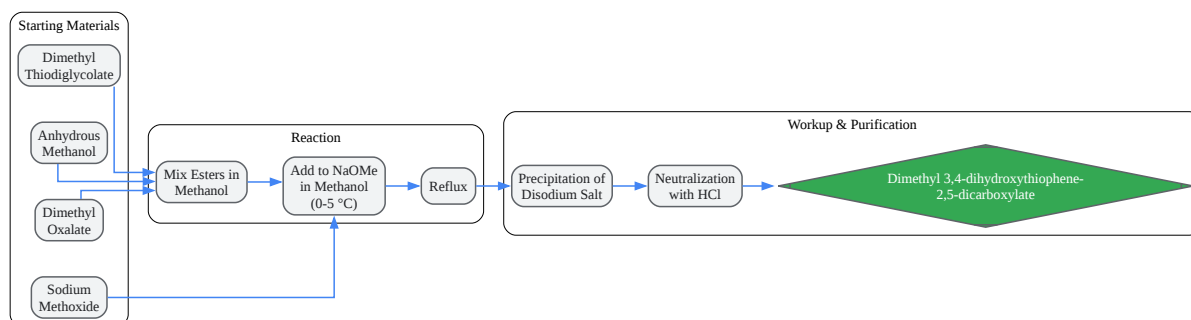 Starting Materials
Dimethyl
Thiodiglycolate
Anhydrous
Methanol
Dimethyl
Oxalate
Sodium
Methoxide
Reaction
Mix Esters in
Methanol
Add to NaOMe
in Methanol
(0-5 °C)
Reflux
Workup & Purification
Precipitation of
Disodium Salt
Neutralization
with HCl
Dimethyl 3,4-dihydroxythiophene-
2,5-dicarboxylate